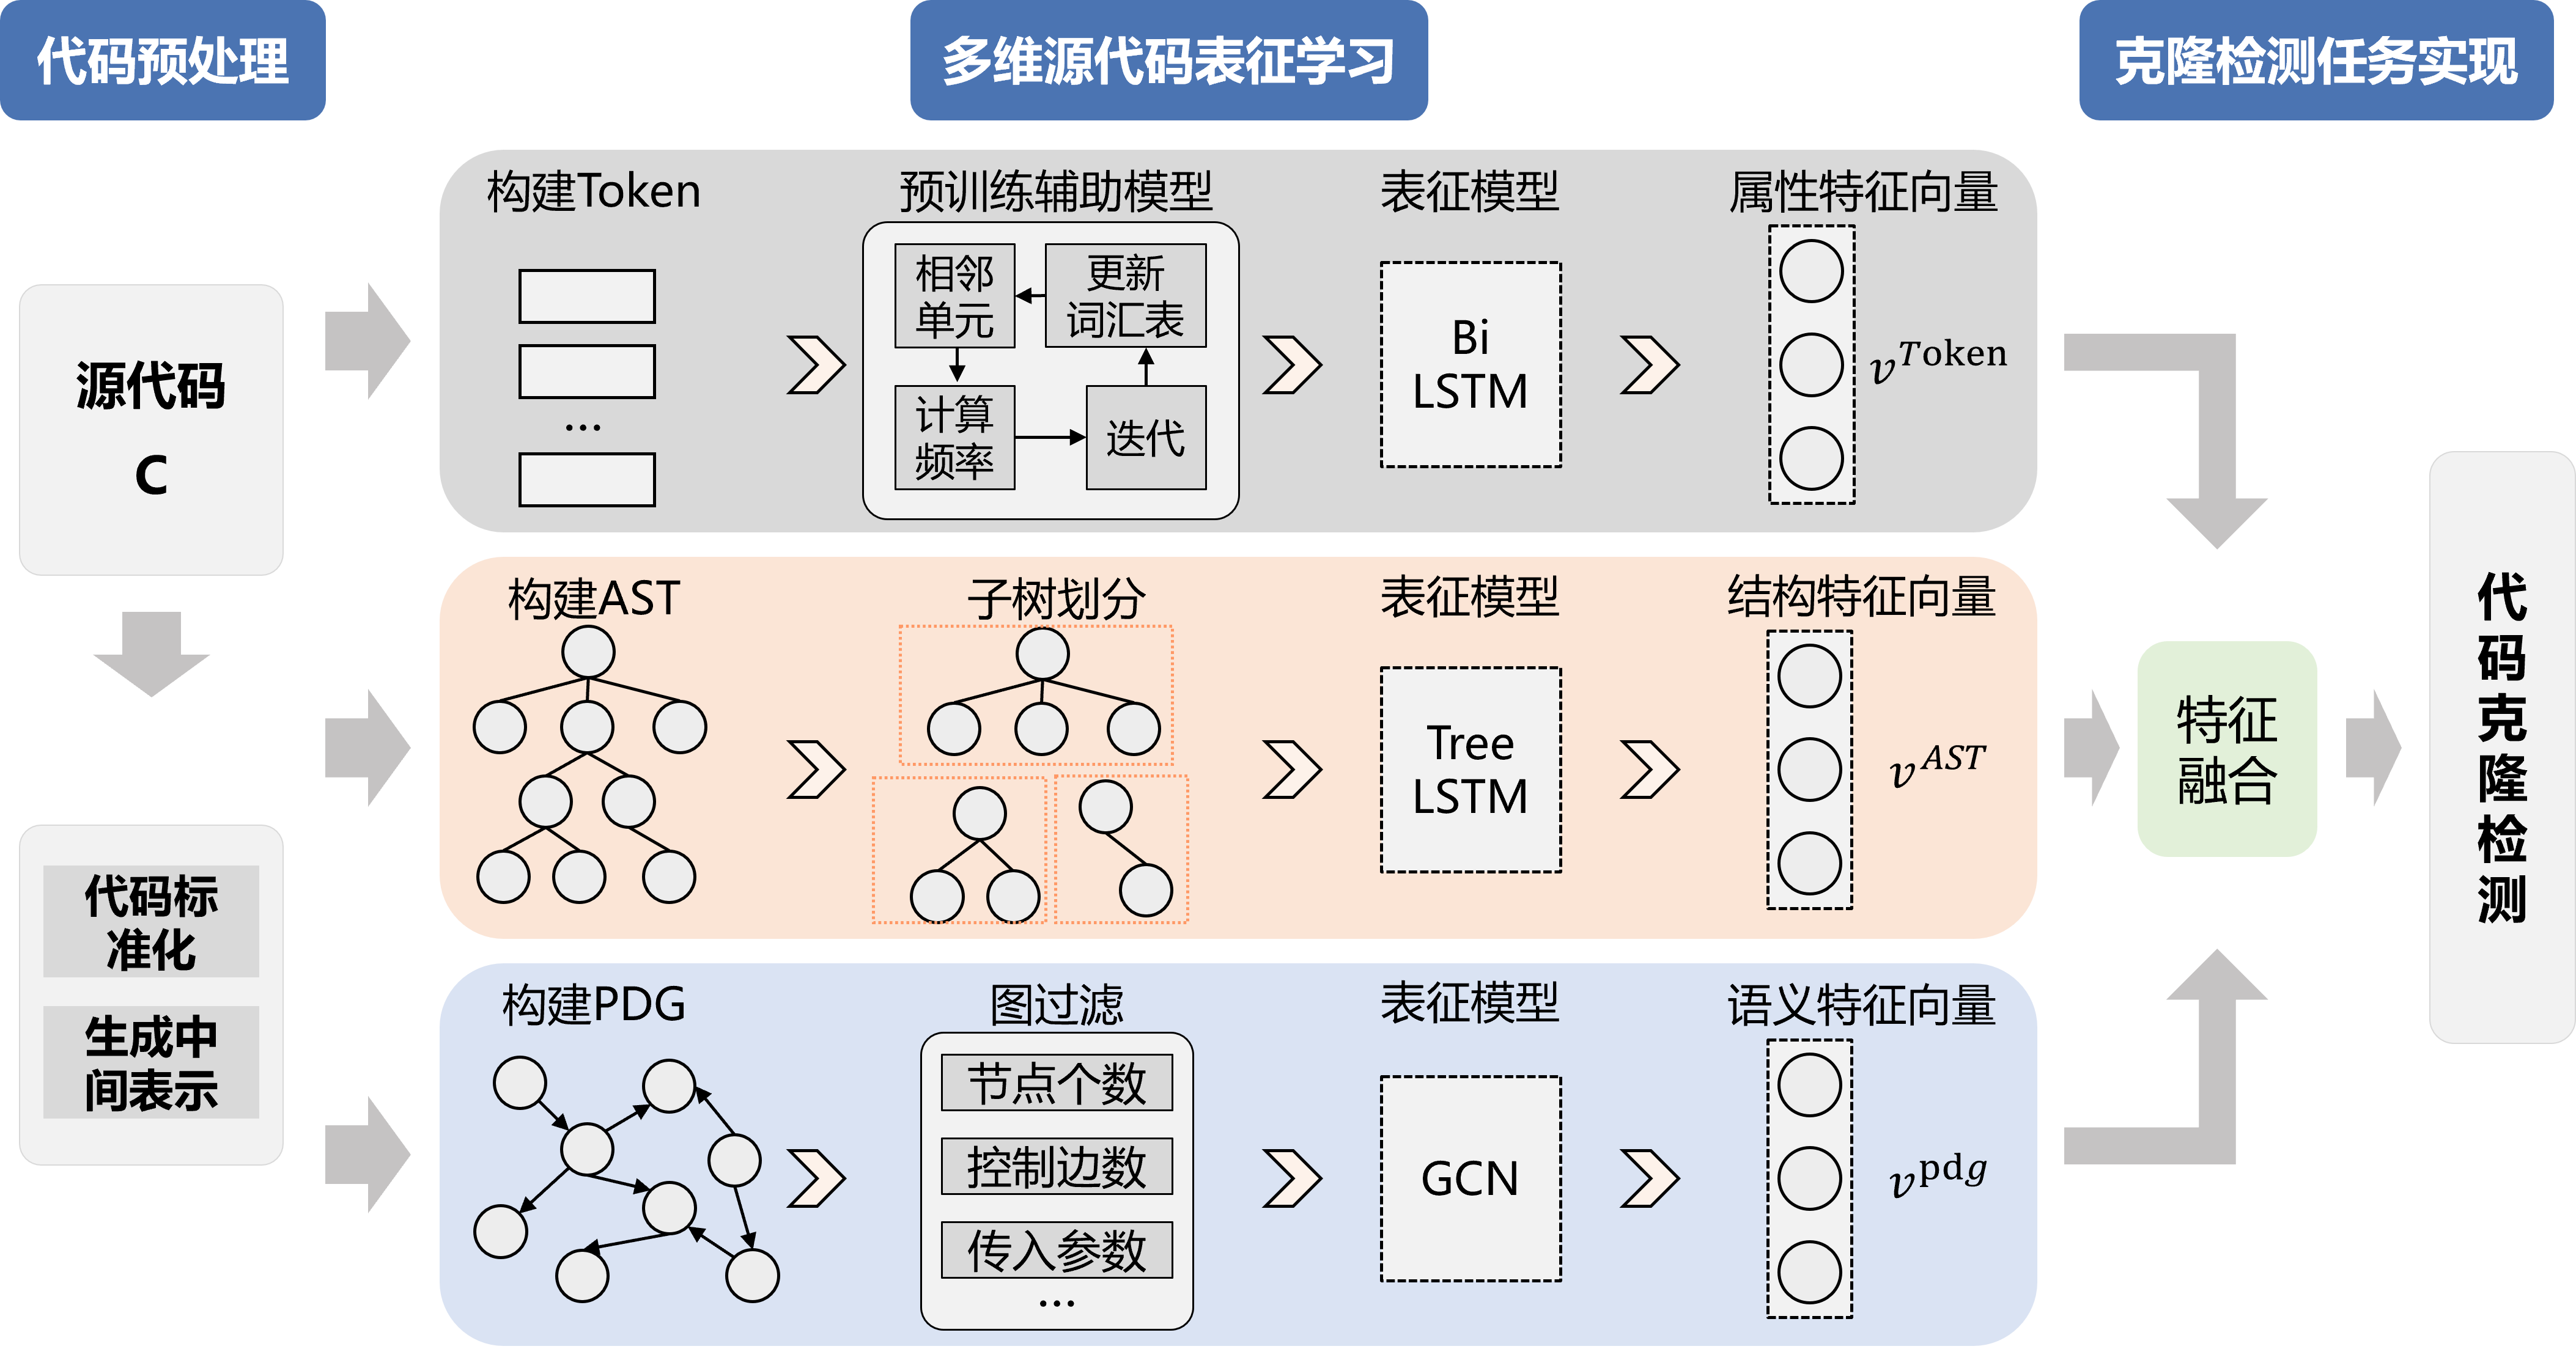 代码预处理
多维源代码表征学习
克隆检测任务实现
源代码
C
代码标
准化
生成中
间表示
构建Token
...
预训练辅助模型
相邻
单元
更新
词汇表
计算
频率
迭代
表征模型
Bi
LSTM
属性特征向量
v^Token
构建AST
子树划分
表征模型
Tree
LSTM
结构特征向量
v^AST
构建PDG
图过滤
节点个数
控制边数
传入参数
...
表征模型
GCN
语义特征向量
v^pdg
特征
融合
代
码
克
隆
检
测